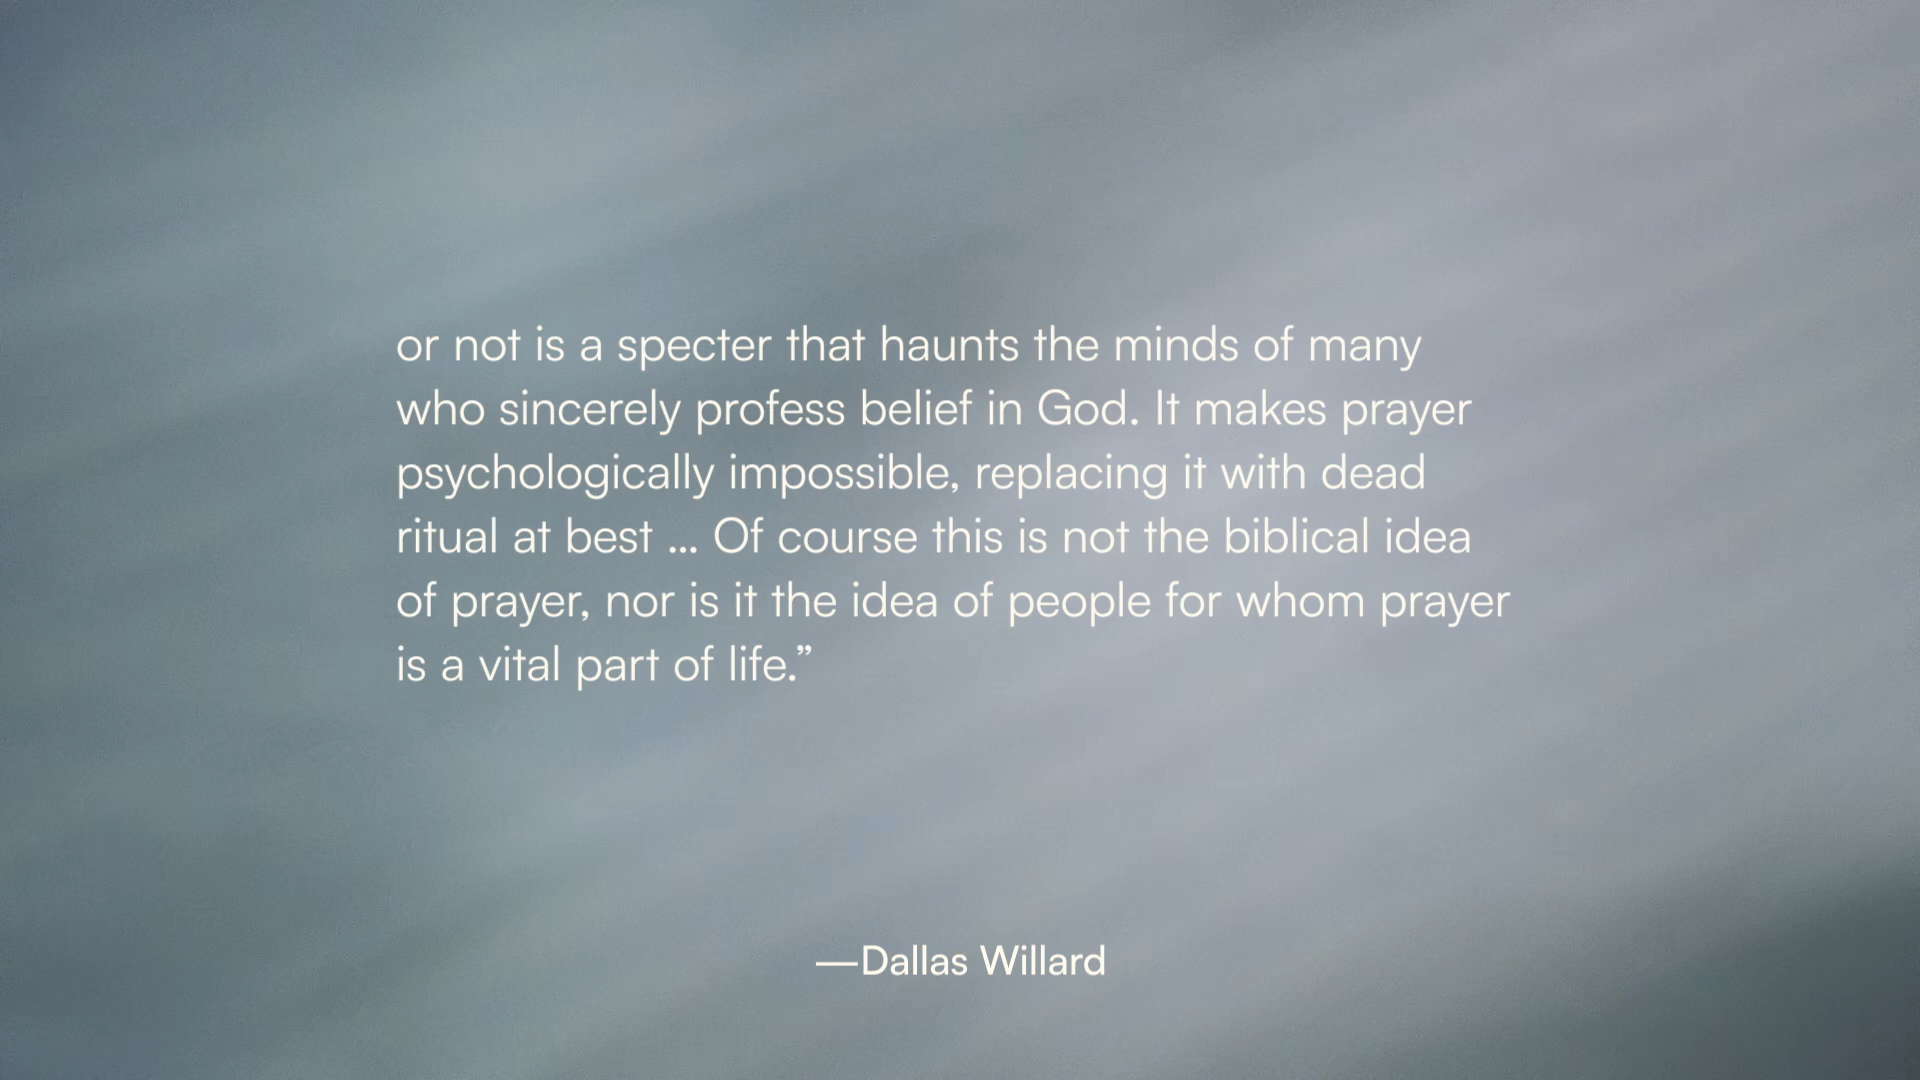 or not is a specter that haunts the minds of many
who sincerely profess belief in God. It makes prayer
psychologically impossible, replacing it with dead
ritual at best … Of course this is not the biblical idea
of prayer, nor is it the idea of people for whom prayer
is a vital part of life.”
—Dallas Willard